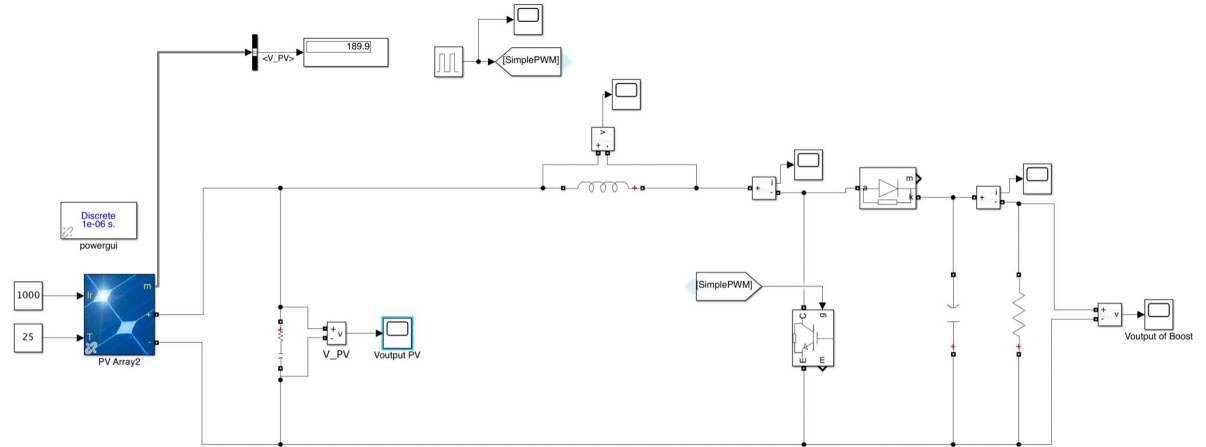 189.9
<V_PV>
[SimplePWM]
v
+ -
+ i
-
+ i
-
a m
k
Discrete
1e-06 s.
powergui
[SimplePWM]
1000
Ir m
+
25
T -
PV Array2
+ v
-
V_PV
Voutput PV
C g
E m
+ v
-
Voutput of Boost